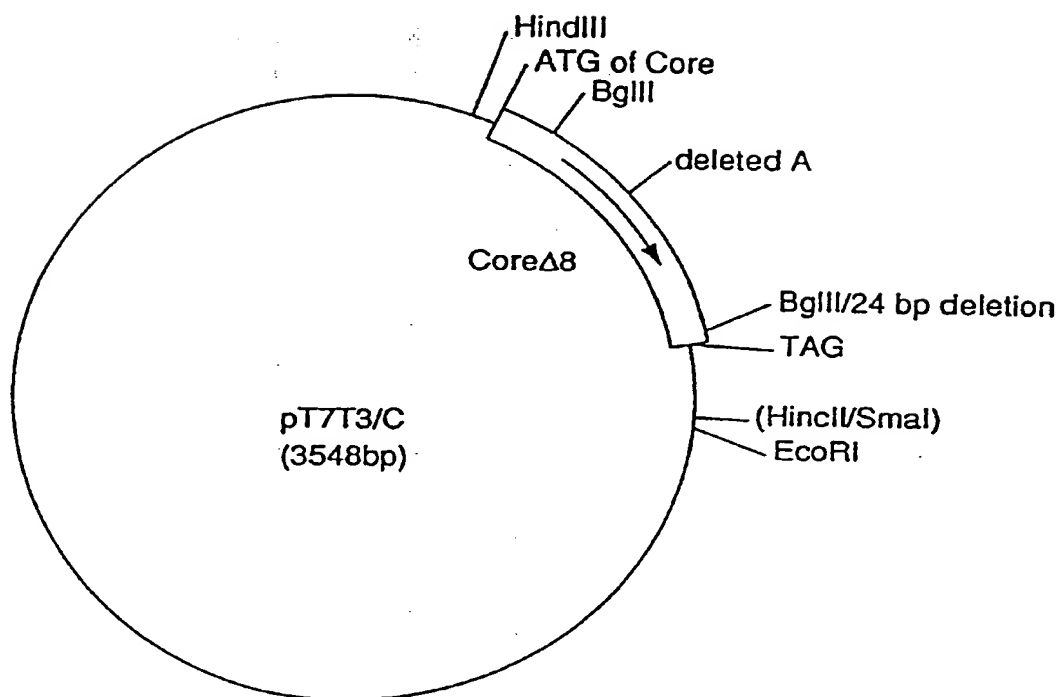 HindIII
ATG of Core
BglII
deleted A
CoreΔ8
BglII/24 bp deletion
TAG
pT7T3/C
(3548bp)
(HincII/SmaI)
EcoRI